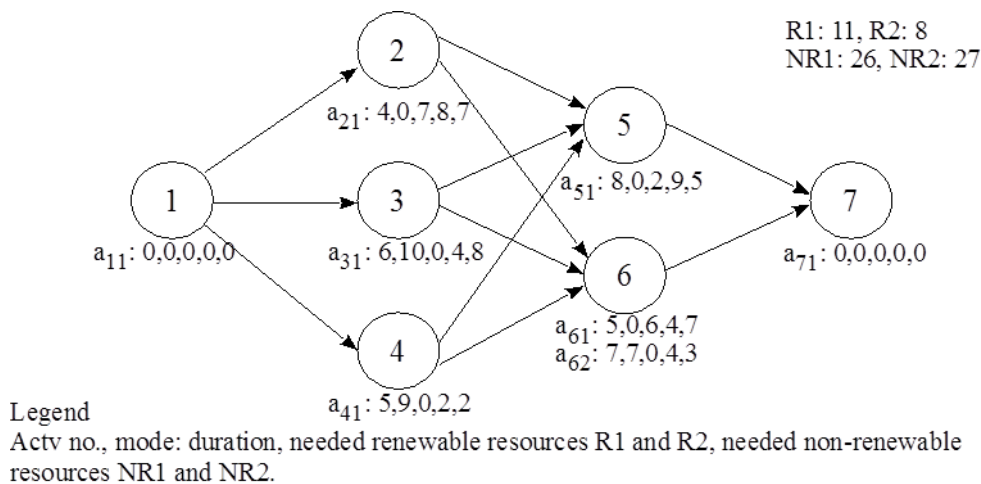 R1: 11, R2: 8
NR1: 26, NR2: 27
2
a21: 4,0,7,8,7
5
a51: 8,0,2,9,5
1
a11: 0,0,0,0,0
3
a31: 6,10,0,4,8
7
a71: 0,0,0,0,0
6
a61: 5,0,6,4,7
a62: 7,7,0,4,3
4
a41: 5,9,0,2,2
Legend
Actv no., mode: duration, needed renewable resources R1 and R2, needed non-renewable
resources NR1 and NR2.